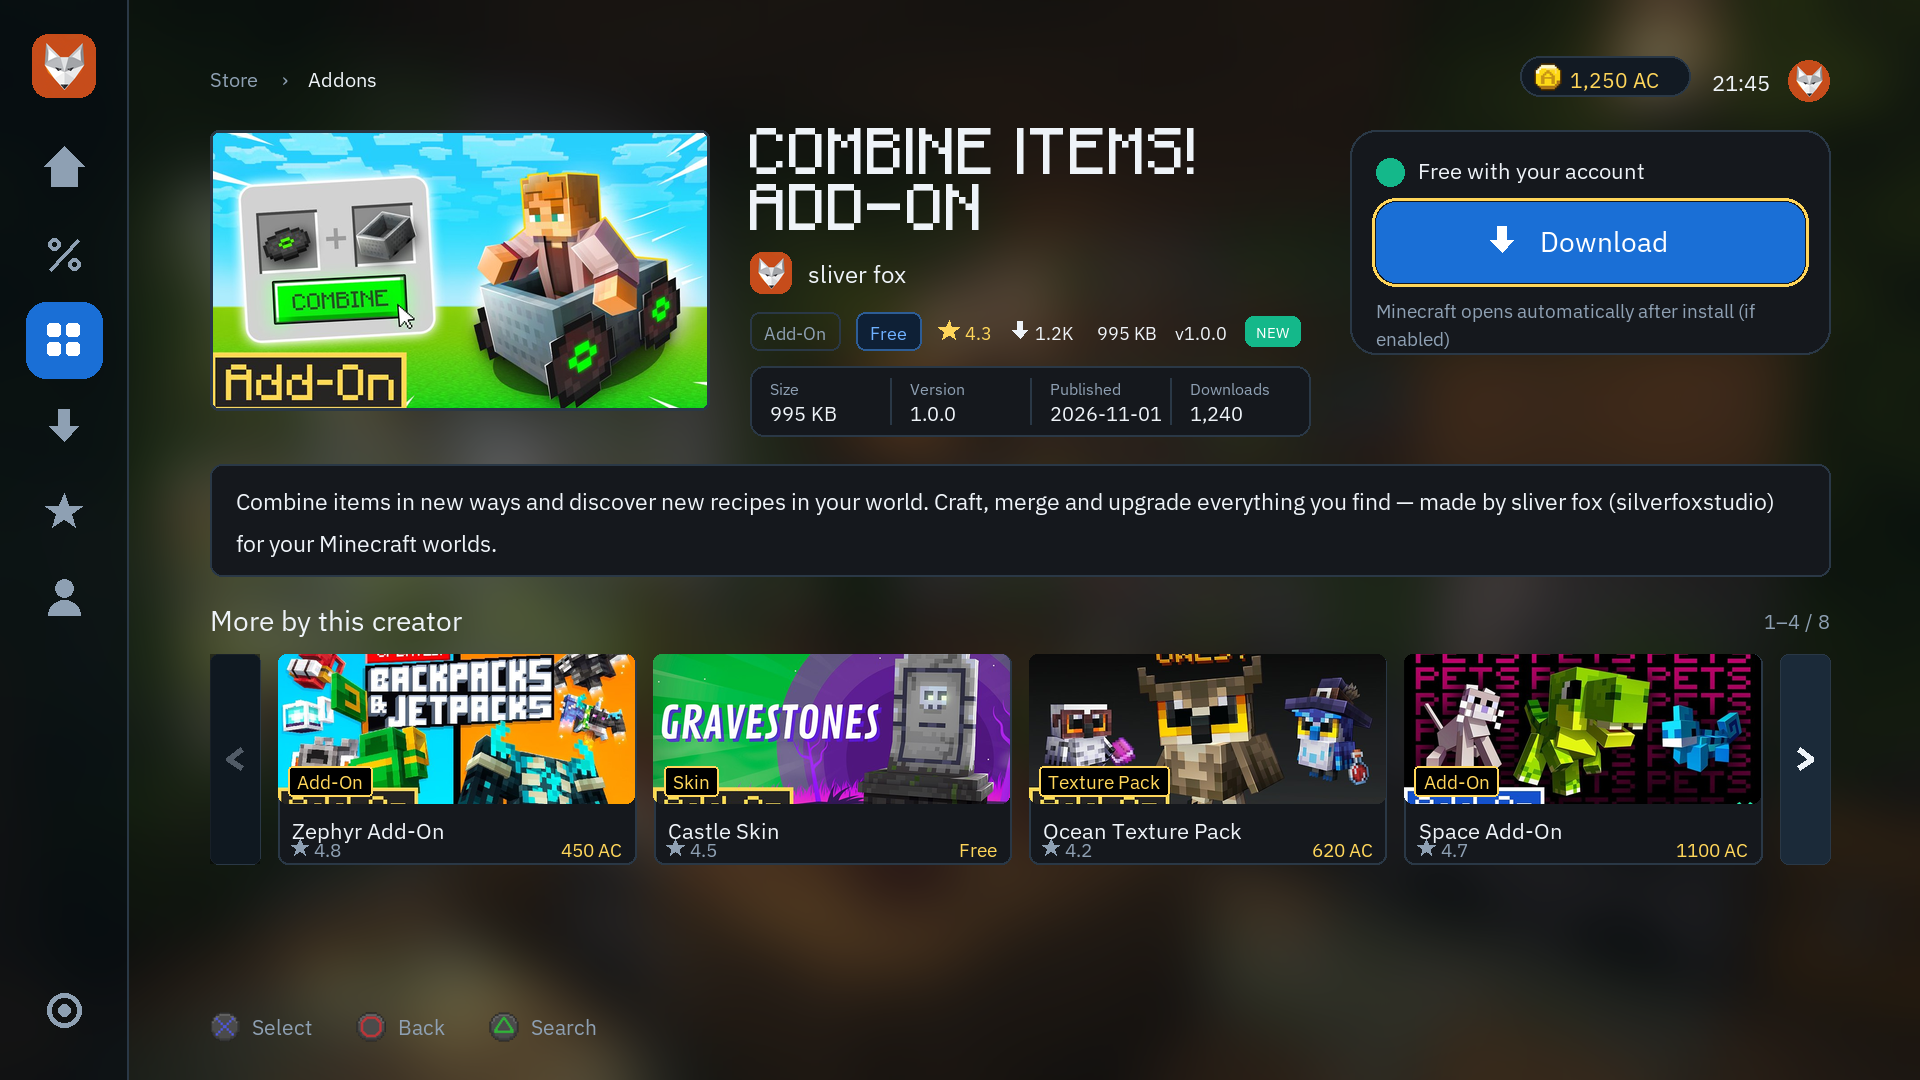 Store › Addons
1,250 AC
21:45
COMBINE
Add-On
COMBINE ITEMS!
ADD-ON
sliver fox
Add-On Free 4.3 1.2K 995 KB v1.0.0 NEW
Size Version Published Downloads
995 KB 1.0.0 2026-11-01 1,240
Free with your account
Download
Minecraft opens automatically after install (if
enabled)
Combine items in new ways and discover new recipes in your world. Craft, merge and upgrade everything you find — made by sliver fox (silverfoxstudio)
for your Minecraft worlds.
More by this creator
1–4 / 8
BACKPACKS
& JETPACKS
Add-On
Zephyr Add-On
4.8 450 AC
GRAVESTONES
Skin
Castle Skin
4.5 Free
Texture Pack
Ocean Texture Pack
4.2 620 AC
PETS PETS
Add-On
Space Add-On
4.7 1100 AC
Select Back Search